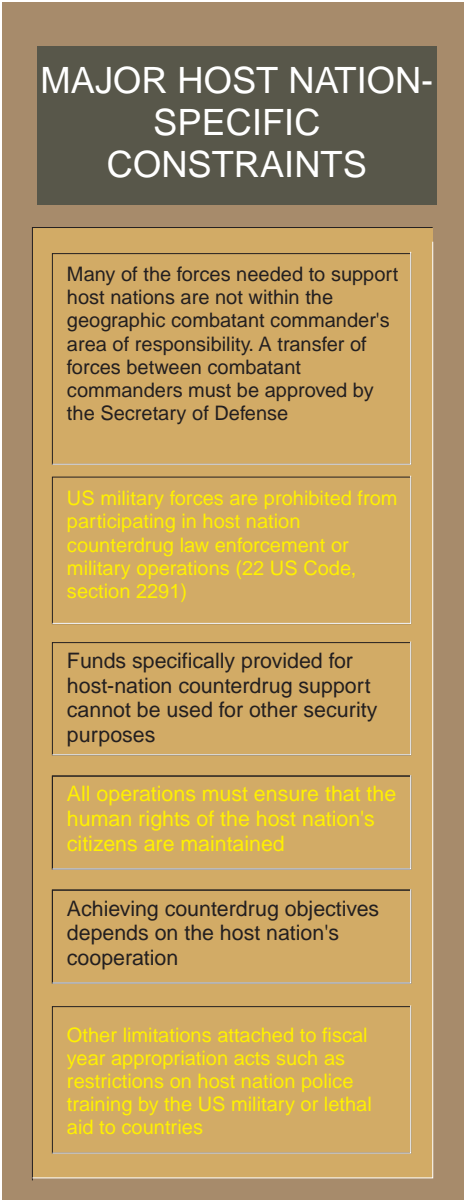 MAJOR HOST NATION-
SPECIFIC
CONSTRAINTS
Many of the forces needed to support
host nations are not within the
geographic combatant commander's
area of responsibility. A transfer of
forces between combatant
commanders must be approved by
the Secretary of Defense
US military forces are prohibited from
participating in host nation
counterdrug law enforcement or
military operations (22 US Code,
section 2291)
Funds specifically provided for
host-nation counterdrug support
cannot be used for other security
purposes
All operations must ensure that the
human rights of the host nation's
citizens are maintained
Achieving counterdrug objectives
depends on the host nation's
cooperation
Other limitations attached to fiscal
year appropriation acts such as
restrictions on host nation police
training by the US military or lethal
aid to countries